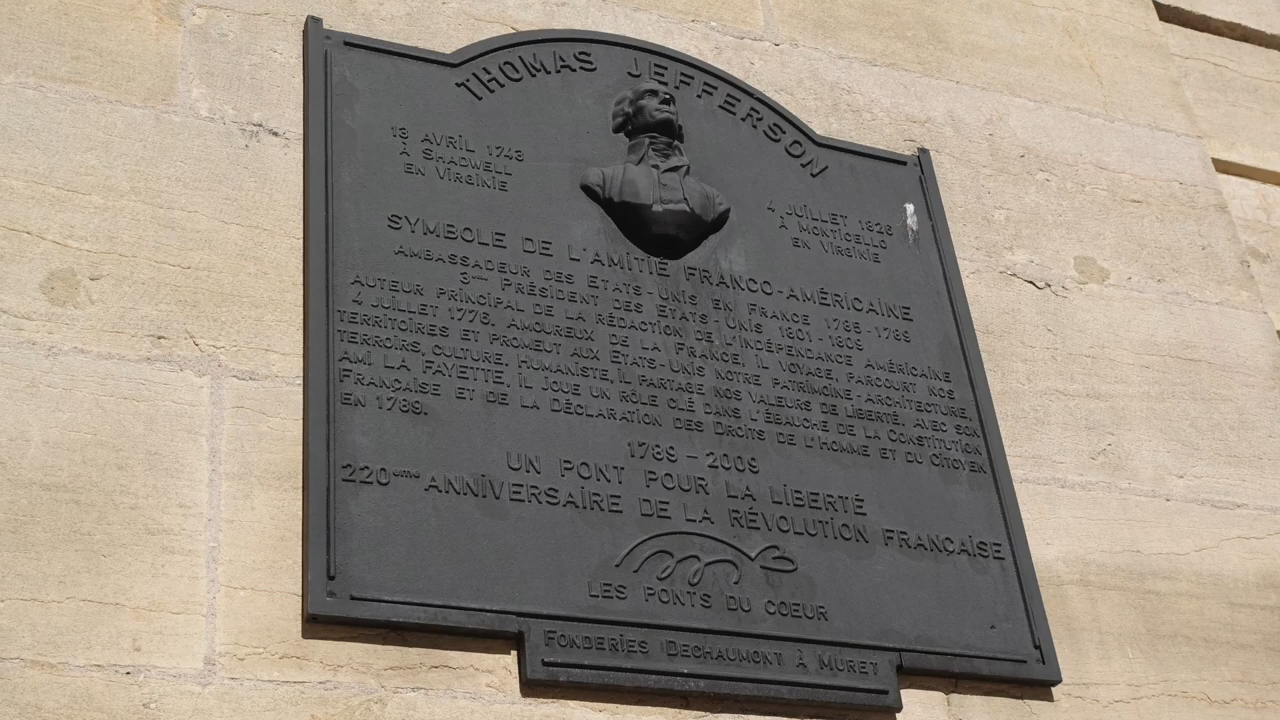 THOMAS JEFFERSON
13 AVRIL 1743
À SHADWELL
EN VIRGINIE
4 JUILLET 1826
À MONTICELLO
EN VIRGINIE
SYMBOLE DE L'AMITIÉ FRANCO-AMÉRICAINE
AMBASSADEUR DES ETATS-UNIS EN FRANCE 1785-1789
3ème PRÉSIDENT DES ETATS-UNIS 1801-1809
AUTEUR PRINCIPAL DE LA RÉDACTION DE L'INDÉPENDANCE AMÉRICAINE
4 JUILLET 1776. AMOUREUX DE LA FRANCE, IL VOYAGE, PARCOURT NOS
TERRITOIRES ET PROMEUT AUX ETATS-UNIS NOTRE PATRIMOINE-ARCHITECTURE,
TERROIRS, CULTURE. HUMANISTE, IL PARTAGE NOS VALEURS DE LIBERTÉ. AVEC SON
AMI LA FAYETTE, IL JOUE UN RÔLE CLÉ DANS L'ÉBAUCHE DE LA CONSTITUTION
FRANÇAISE ET DE LA DÉCLARATION DES DROITS DE L'HOMME ET DU CITOYEN
EN 1789.
1789 - 2009
UN PONT POUR LA LIBERTÉ
220ème ANNIVERSAIRE DE LA RÉVOLUTION FRANÇAISE
LES PONTS DU COEUR
FONDERIES DECHAUMONT À MURET